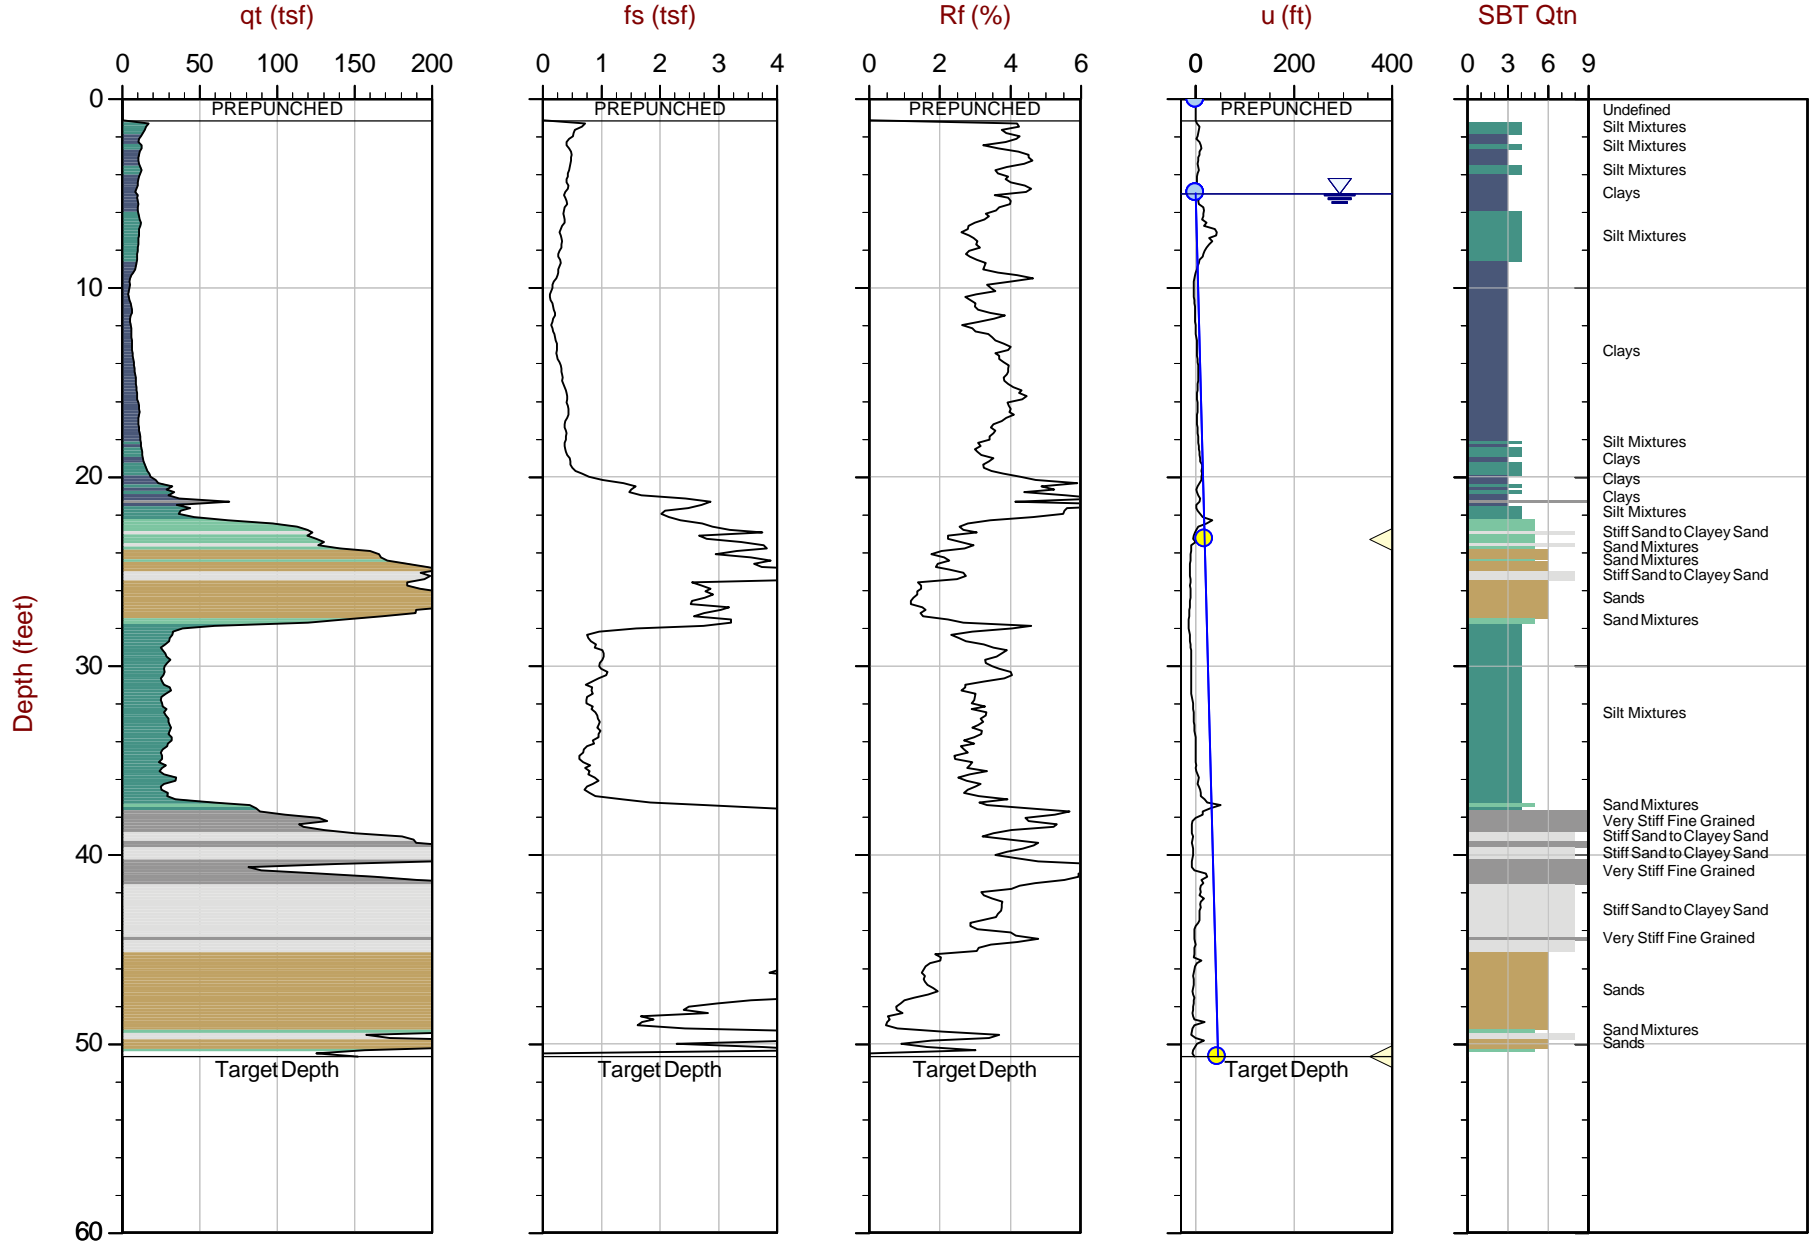 qt (tsf) fs (tsf) Rf (%) u (ft) SBT Qtn
0 50 100 150 200 0 1 2 3 4 0 2 4 6 0 200 400 0 3 6 9
0
PREPUNCHED PREPUNCHED PREPUNCHED PREPUNCHED
Undefined
Silt Mixtures
Silt Mixtures
Silt Mixtures
Clays
Silt Mixtures
10
Clays
Silt Mixtures
Clays
20
Clays
Clays
Silt Mixtures
Stiff Sand to Clayey Sand
Sand Mixtures
Sand Mixtures
Stiff Sand to Clayey Sand
Sands
Sand Mixtures
Depth (feet)
30
Silt Mixtures
Sand Mixtures
Very Stiff Fine Grained
Stiff Sand to Clayey Sand
40
Stiff Sand to Clayey Sand
Very Stiff Fine Grained
Stiff Sand to Clayey Sand
Very Stiff Fine Grained
Sands
Sand Mixtures
50
Sands
Target Depth Target Depth Target Depth Target Depth
60